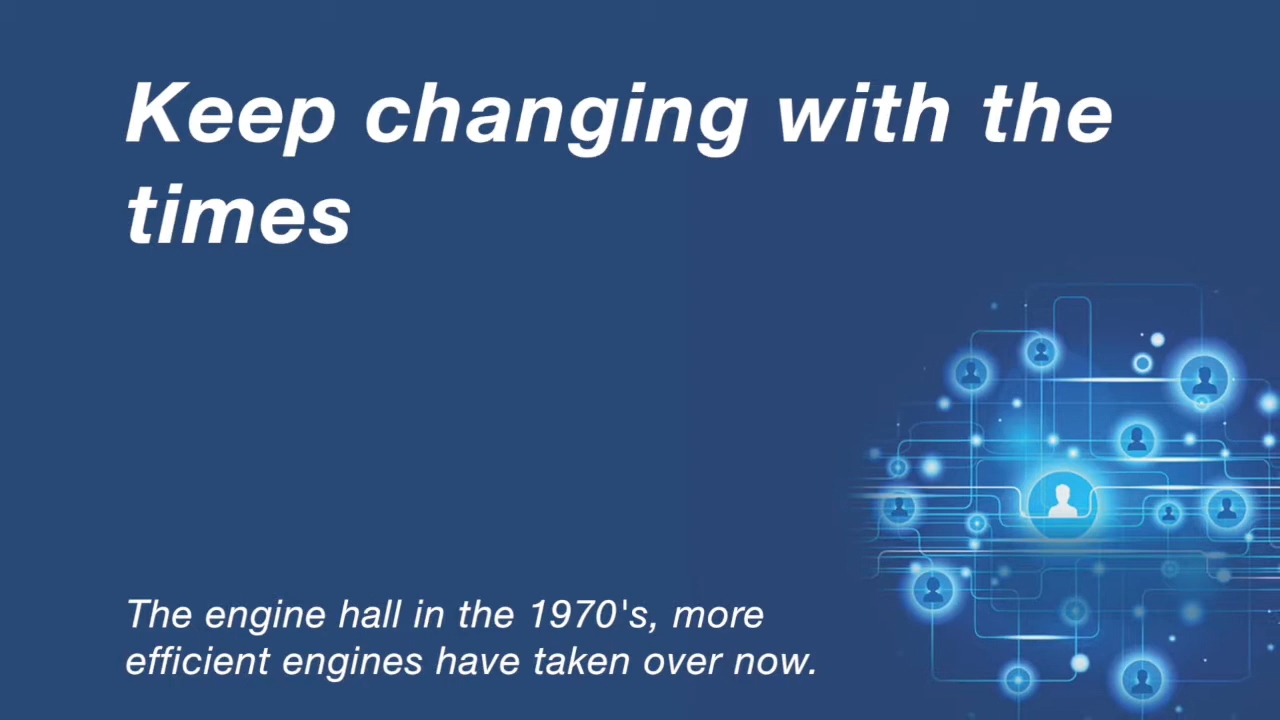 Keep changing with the
times
The engine hall in the 1970's, more
efficient engines have taken over now.